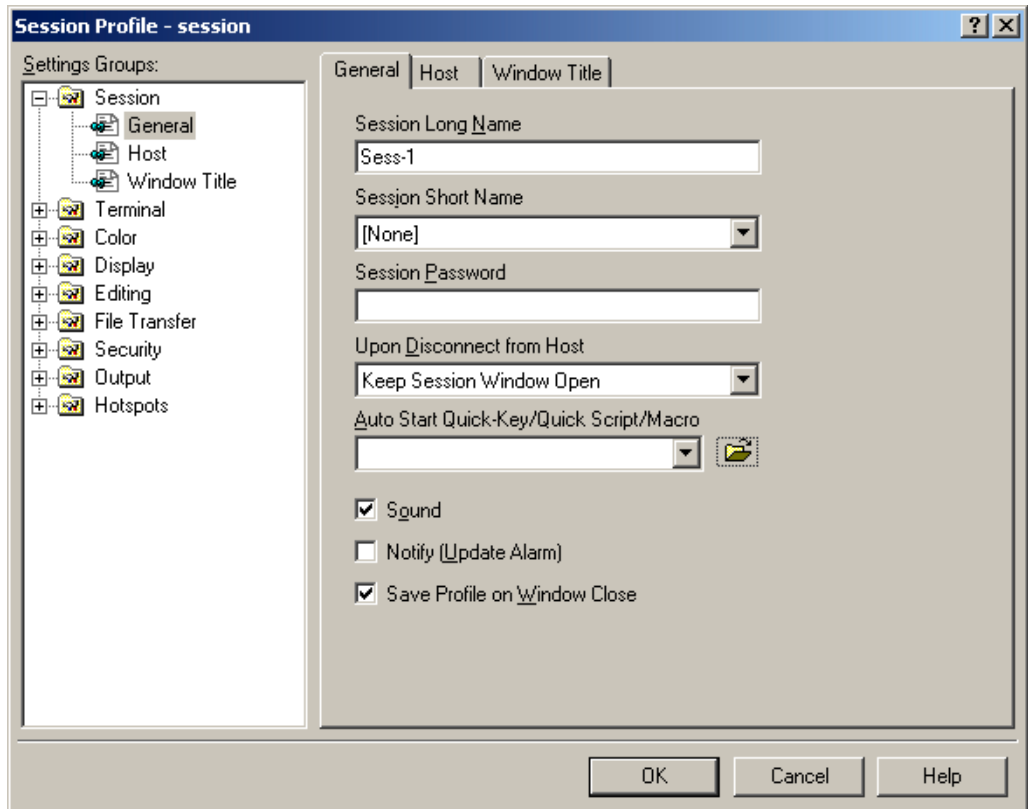 Session Profile - session
Settings Groups:
Session
General
Host
Window Title
Terminal
Color
Display
Editing
File Transfer
Security
Output
Hotspots
General Host Window Title
Session Long Name
Sess-1
Session Short Name
[None]
Session Password
Upon Disconnect from Host
Keep Session Window Open
Auto Start Quick-Key/Quick Script/Macro
Sound
Notify (Update Alarm)
Save Profile on Window Close
OK Cancel Help